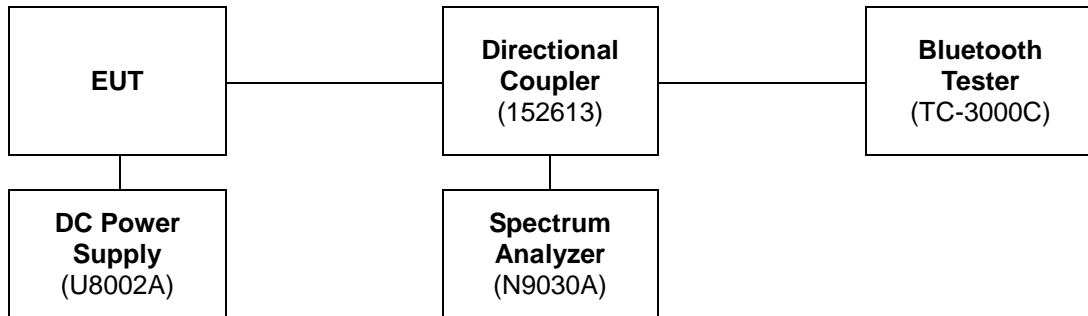 EUT
Directional
Coupler
(152613)
Bluetooth
Tester
(TC-3000C)
DC Power
Supply
(U8002A)
Spectrum
Analyzer
(N9030A)